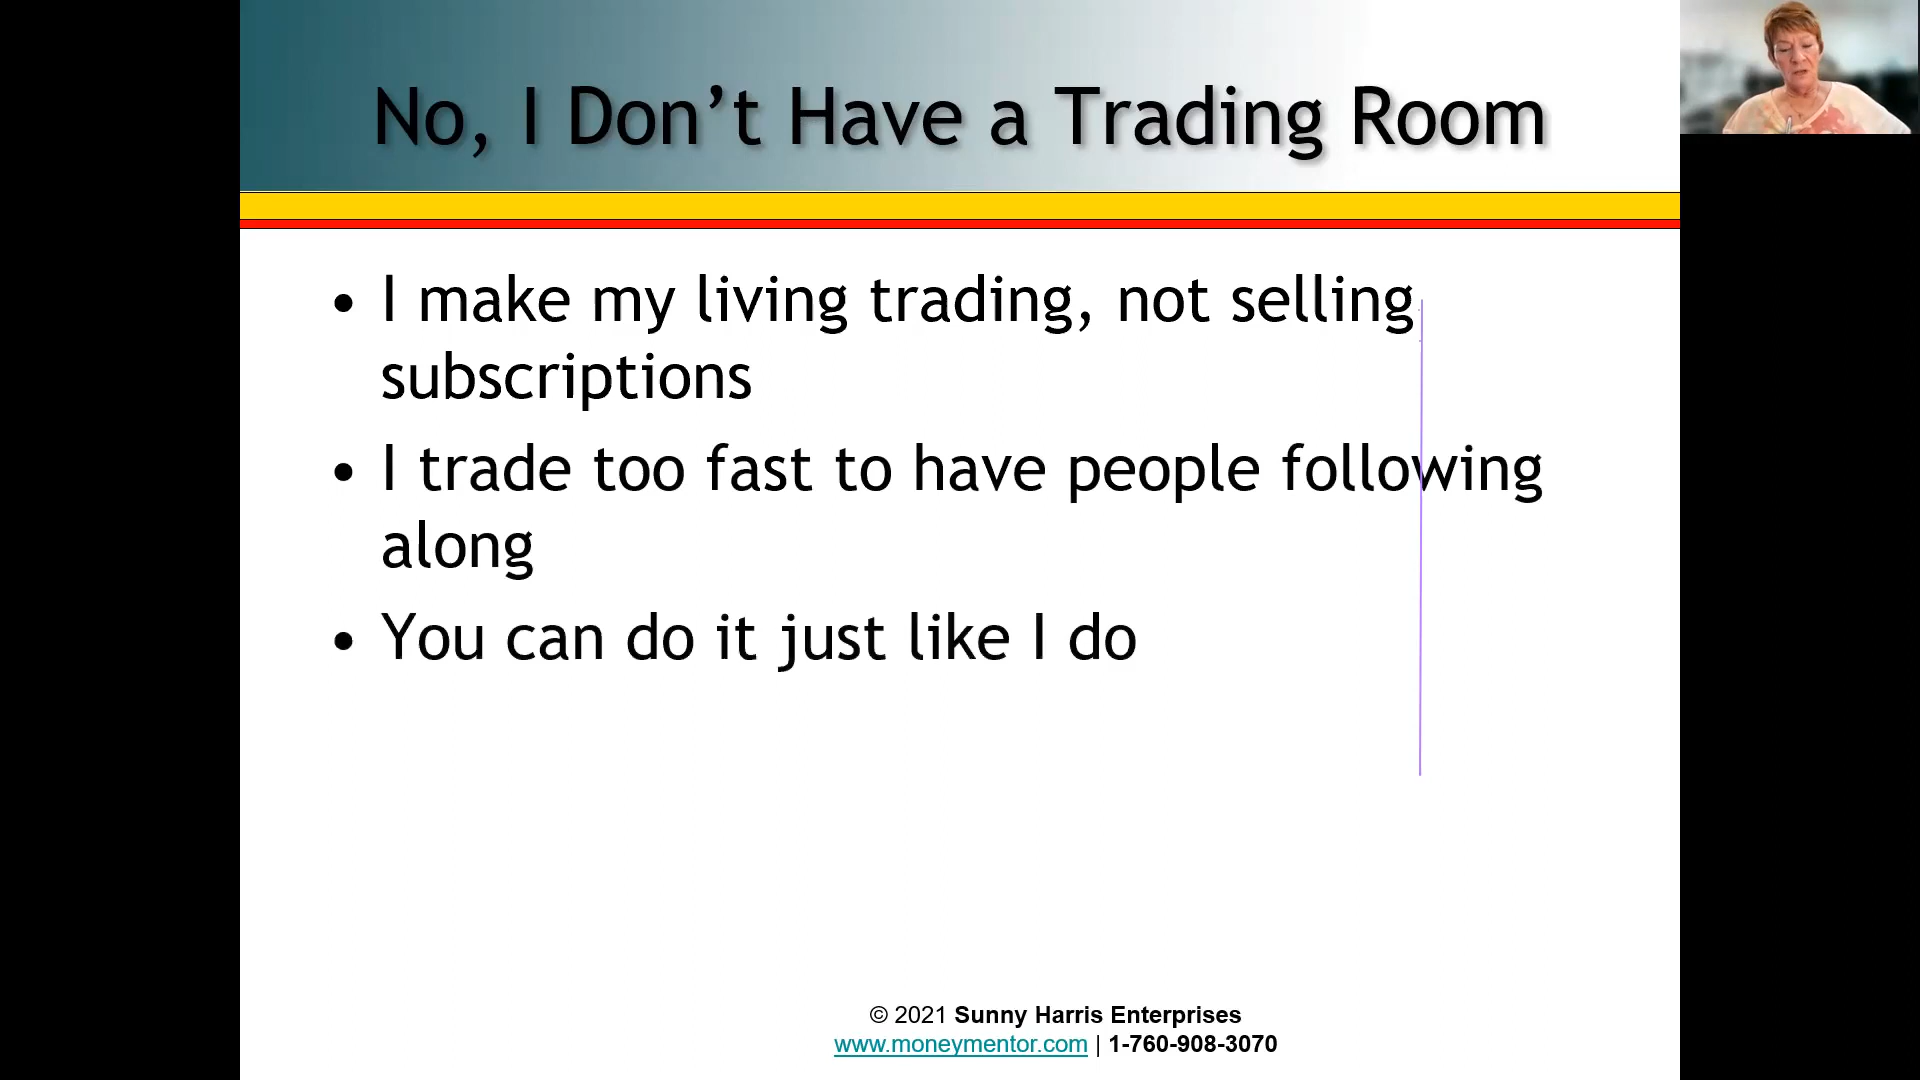 No, I Don’t Have a Trading Room
• I make my living trading, not selling
subscriptions
• I trade too fast to have people following
along
• You can do it just like I do
© 2021 Sunny Harris Enterprises
www.moneymentor.com | 1-760-908-3070